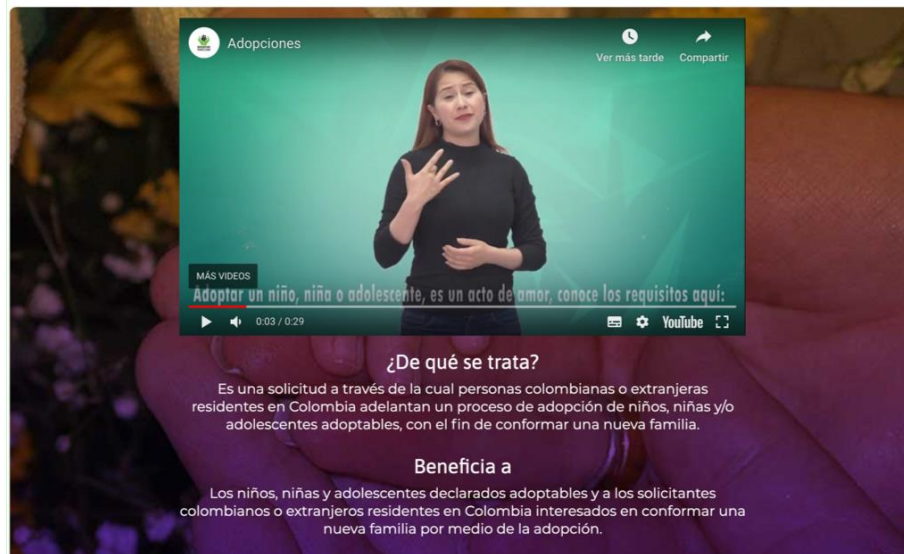 Adopciones
Ver más tarde
Compartir
MÁS VIDEOS
Adoptar un niño, niña o adolescente, es un acto de amor, conoce los requisitos aquí:
0:03 / 0:29
YouTube
¿De qué se trata?
Es una solicitud a través de la cual personas colombianas o extranjeras
residentes en Colombia adelantan un proceso de adopción de niños, niñas y/o
adolescentes adoptables, con el fin de conformar una nueva familia.
Beneficia a
Los niños, niñas y adolescentes declarados adoptables y a los solicitantes
colombianos o extranjeros residentes en Colombia interesados en conformar una
nueva familia por medio de la adopción.